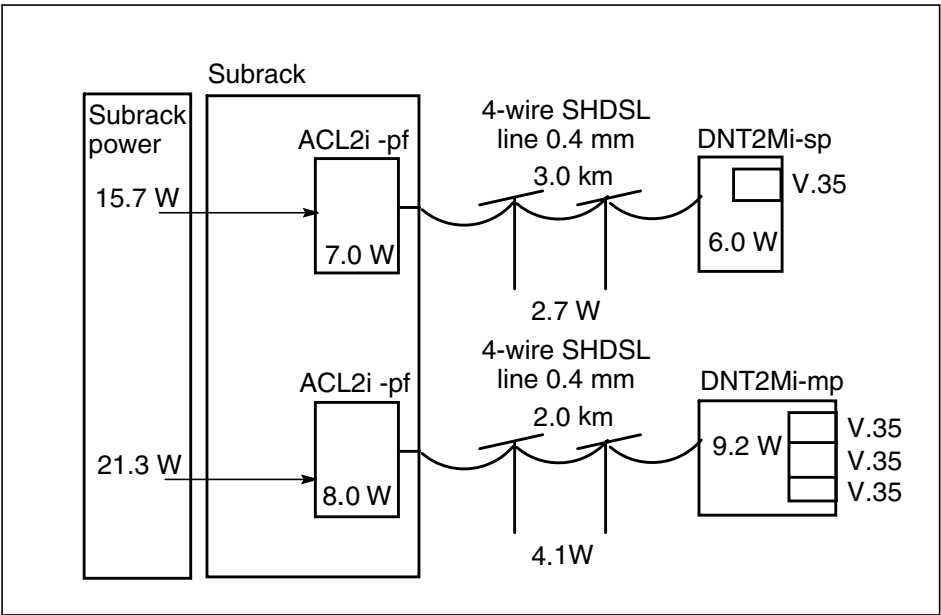 Subrack
Subrack
power
ACL2i -pf
4-wire SHDSL
line 0.4 mm
3.0 km
DNT2Mi-sp
V.35
15.7 W
7.0 W
6.0 W
2.7 W
4-wire SHDSL
line 0.4 mm
2.0 km
ACL2i -pf
DNT2Mi-mp
V.35
9.2 W
V.35
V.35
21.3 W
8.0 W
4.1W